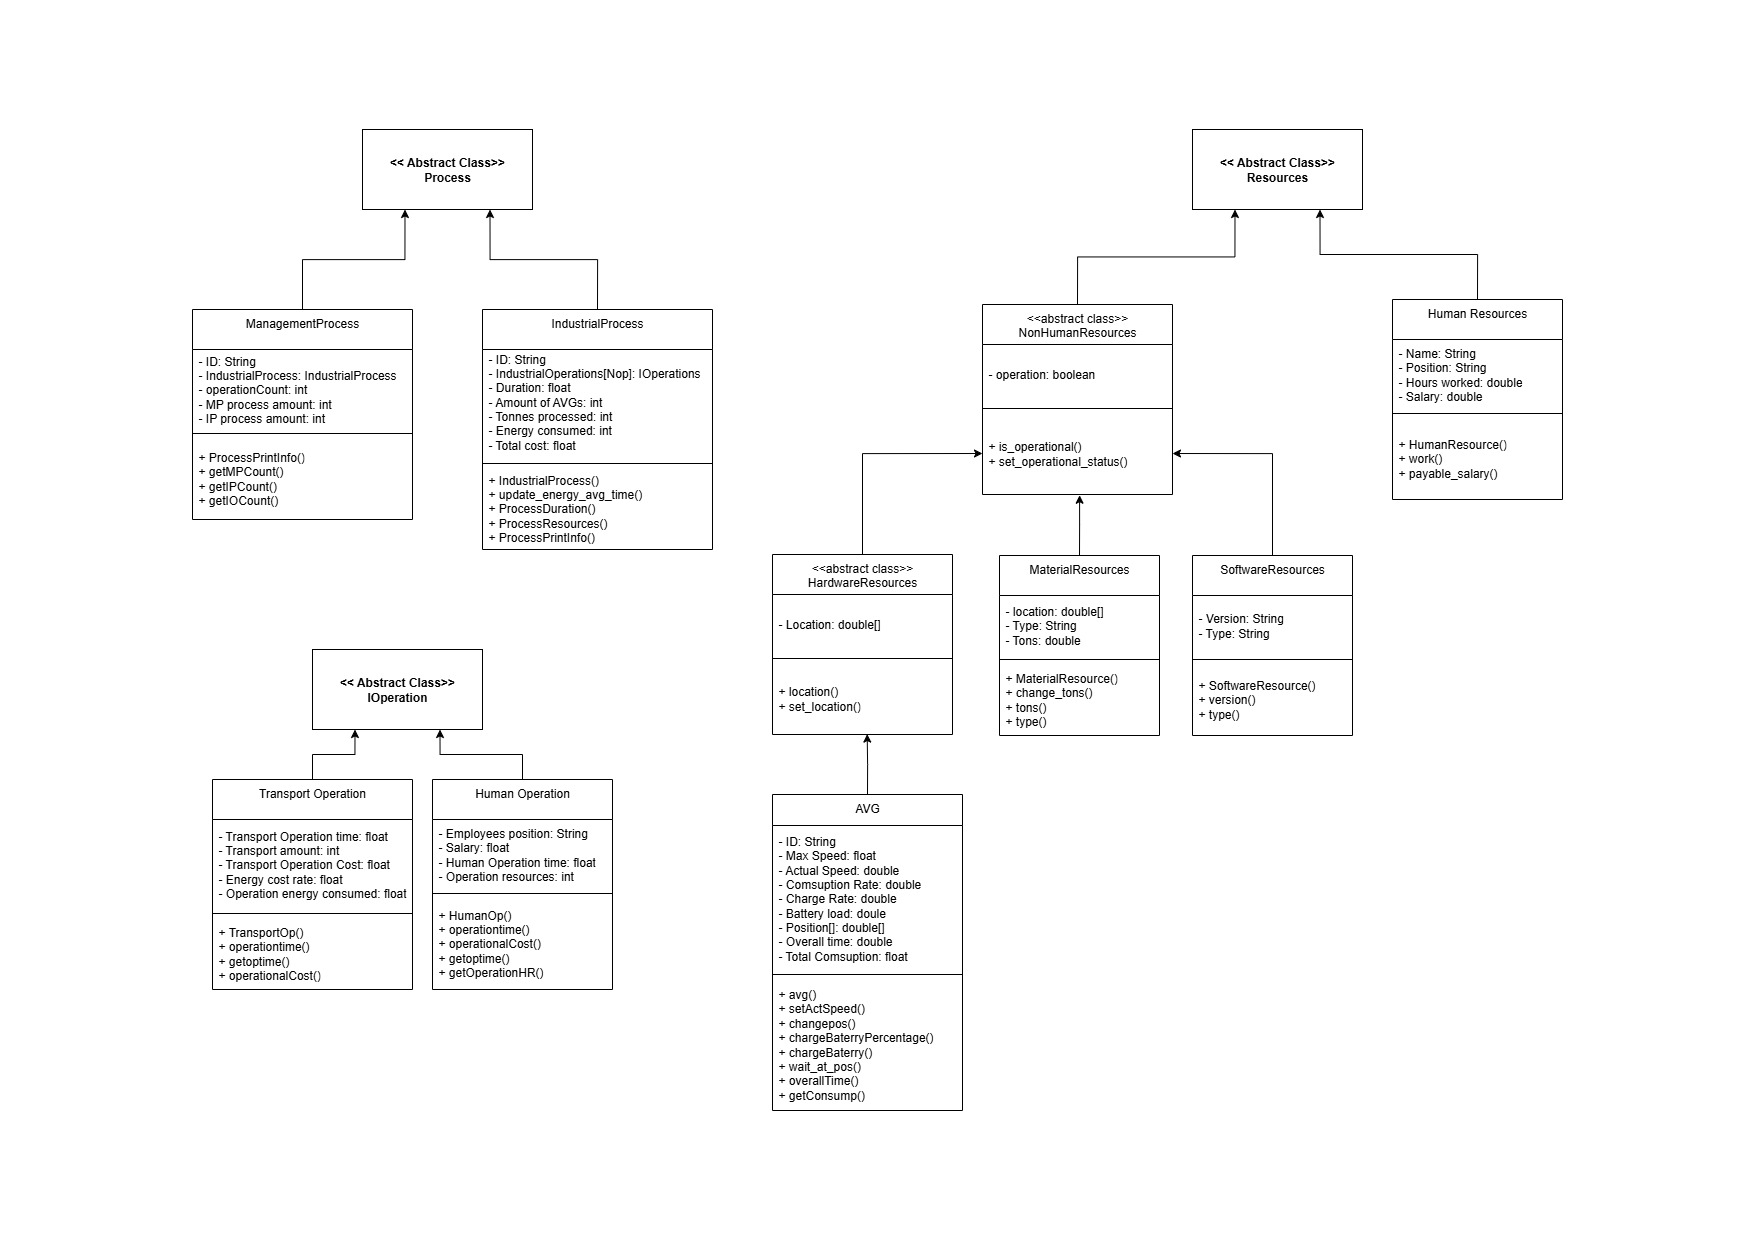 << Abstract Class>>
Process
ManagementProcess
- ID: String
- IndustrialProcess: IndustrialProcess
- operationCount: int
- MP process amount: int
- IP process amount: int
+ ProcessPrintInfo()
+ getMPCount()
+ getIPCount()
+ getIOCount()
IndustrialProcess
- ID: String
- IndustrialOperations[Nop]: IOperations
- Duration: float
- Amount of AVGs: int
- Tonnes processed: int
- Energy consumed: int
- Total cost: float
+ IndustrialProcess()
+ update_energy_avg_time()
+ ProcessDuration()
+ ProcessResources()
+ ProcessPrintInfo()
<< Abstract Class>>
IOperation
Transport Operation
- Transport Operation time: float
- Transport amount: int
- Transport Operation Cost: float
- Energy cost rate: float
- Operation energy consumed: float
+ TransportOp()
+ operationtime()
+ getoptime()
+ operationalCost()
Human Operation
- Employees position: String
- Salary: float
- Human Operation time: float
- Operation resources: int
+ HumanOp()
+ operationtime()
+ operationalCost()
+ getoptime()
+ getOperationHR()
<< Abstract Class>>
Resources
<<abstract class>>
NonHumanResources
- operation: boolean
+ is_operational()
+ set_operational_status()
Human Resources
- Name: String
- Position: String
- Hours worked: double
- Salary: double
+ HumanResource()
+ work()
+ payable_salary()
<<abstract class>>
HardwareResources
- Location: double[]
+ location()
+ set_location()
MaterialResources
- location: double[]
- Type: String
- Tons: double
+ MaterialResource()
+ change_tons()
+ tons()
+ type()
SoftwareResources
- Version: String
- Type: String
+ SoftwareResource()
+ version()
+ type()
AVG
- ID: String
- Max Speed: float
- Actual Speed: double
- Comsuption Rate: double
- Charge Rate: double
- Battery load: doule
- Position[]: double[]
- Overall time: double
- Total Comsuption: float
+ avg()
+ setActSpeed()
+ changepos()
+ chargeBaterryPercentage()
+ chargeBaterry()
+ wait_at_pos()
+ overallTime()
+ getConsump()